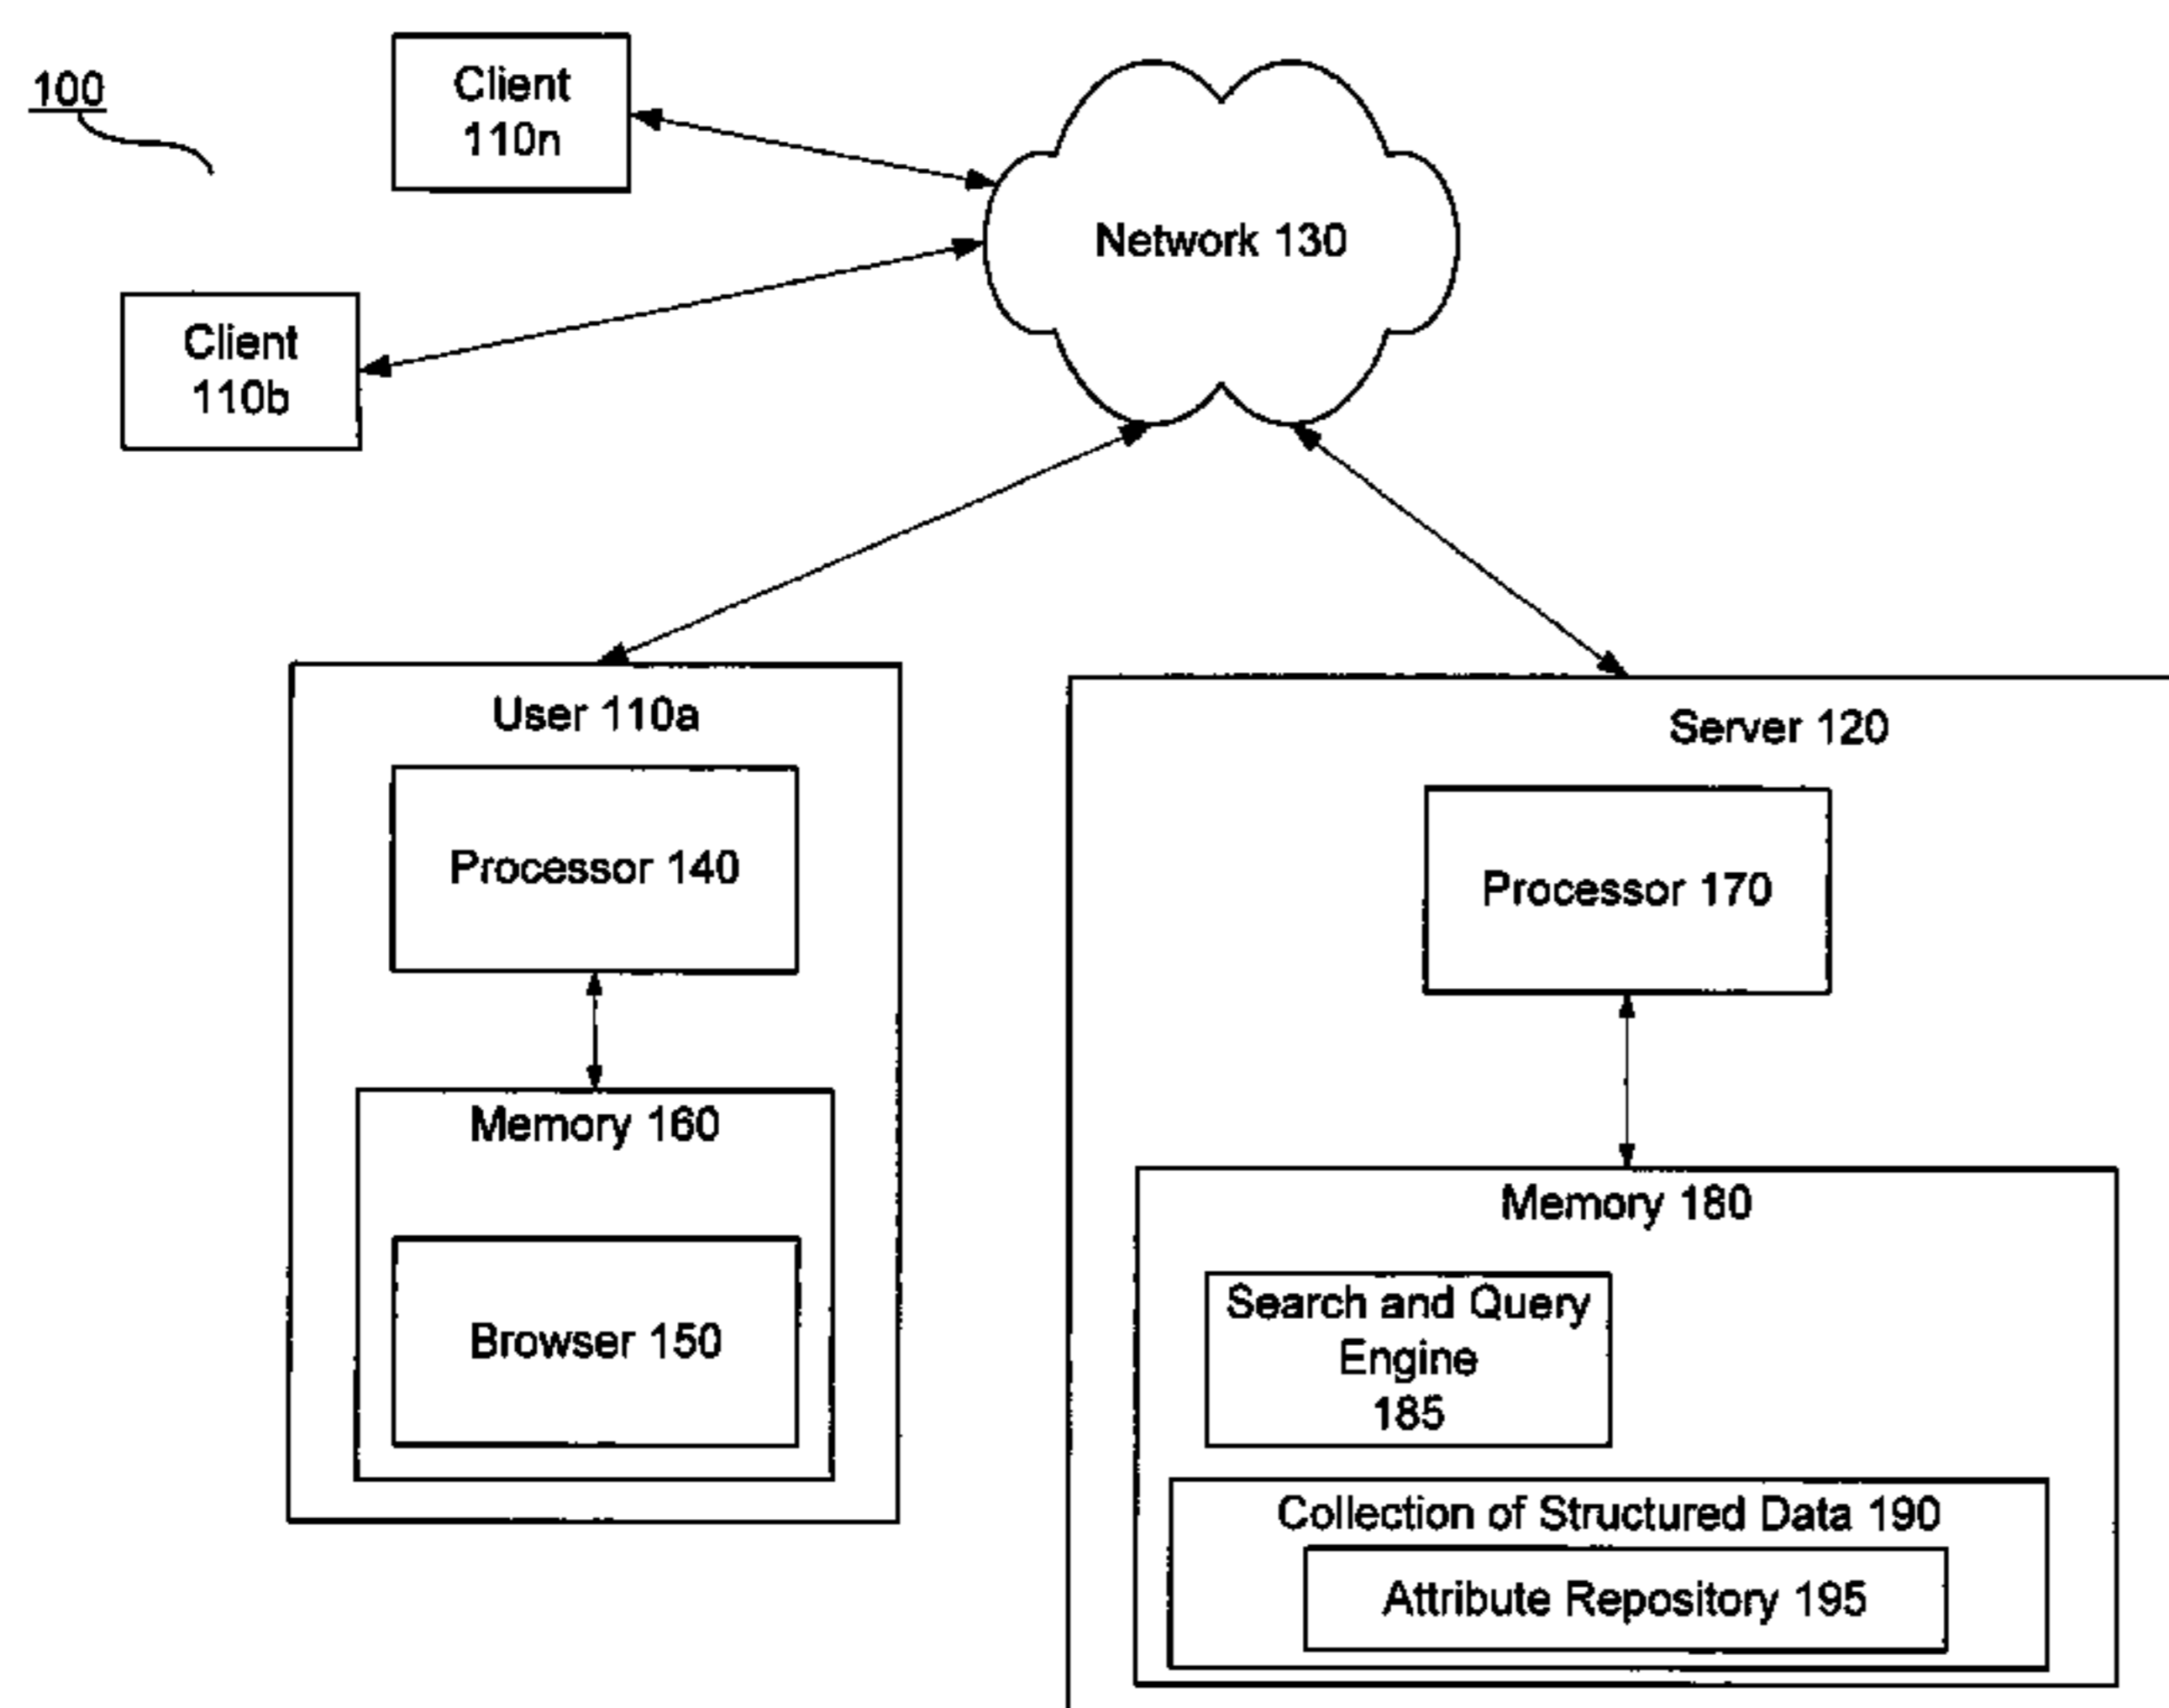 100
Client
110n
Network 130
Client
110b
User 110a
Processor 140
Memory 160
Browser 150
Server 120
Processor 170
Memory 180
Search and Query
Engine
185
Collection of Structured Data 190
Attribute Repository 195